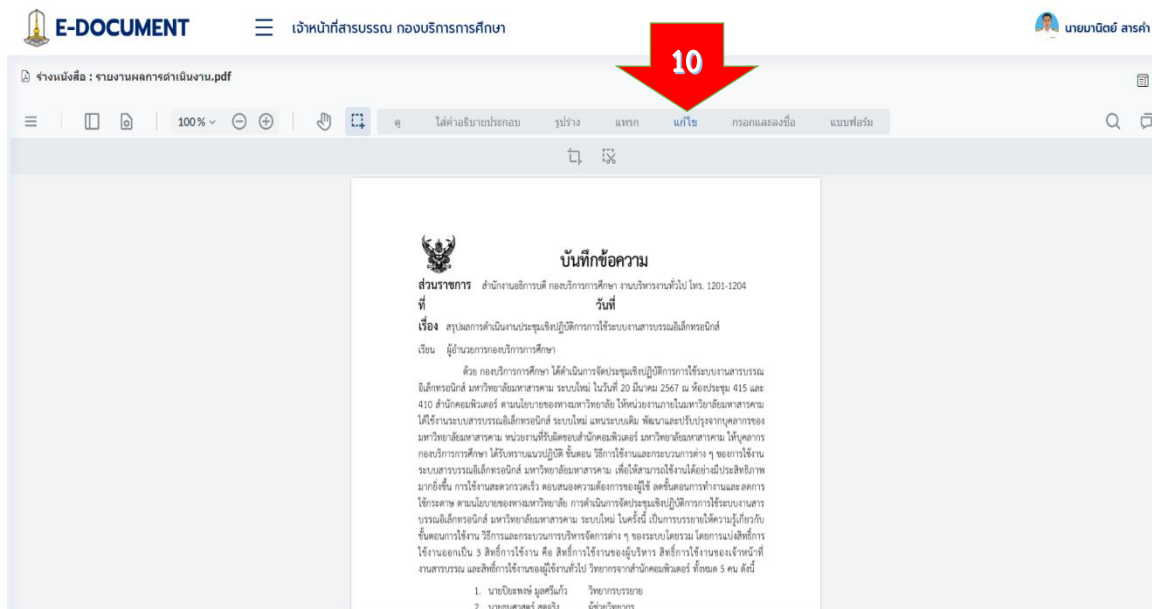 E-DOCUMENT
เจ้าหน้าที่สารบรรณ กองบริการการศึกษา
นายมานิตย์ สารคำ
10
ร่างหนังสือ : รายงานผลการดำเนินงาน.pdf
100 %
ดู ใส่คำอธิบายประกอบ รูปร่าง แทรก แก้ไข กรอกและลงชื่อ แบบฟอร์ม
บันทึกข้อความ
ส่วนราชการ สำนักงานอธิการบดี กองบริการการศึกษา งานบริหารงานทั่วไป โทร. 1201-1204
ที่ วันที่
เรื่อง สรุปผลการดำเนินงานประชุมเชิงปฏิบัติการการใช้ระบบงานสารบรรณอิเล็กทรอนิกส์
เรียน ผู้อำนวยการกองบริการการศึกษา
ด้วย กองบริการการศึกษา ได้ดำเนินการจัดประชุมเชิงปฏิบัติการการใช้ระบบงานสารบรรณ
อิเล็กทรอนิกส์ มหาวิทยาลัยมหาสารคาม ระบบใหม่ ในวันที่ 20 มีนาคม 2567 ณ ห้องประชุม 415 และ
410 สำนักคอมพิวเตอร์ ตามนโยบายของทางมหาวิทยาลัย ให้หน่วยงานภายในมหาวิทยาลัยมหาสารคาม
ได้ใช้งานระบบสารบรรณอิเล็กทรอนิกส์ ระบบใหม่ แทนระบบเดิม พัฒนาและปรับปรุงจากบุคลากรของ
มหาวิทยาลัยมหาสารคาม หน่วยงานที่รับผิดชอบสำนักคอมพิวเตอร์ มหาวิทยาลัยมหาสารคาม ให้บุคลากร
กองบริการการศึกษา ได้รับทราบแนวปฏิบัติ ขั้นตอน วิธีการใช้งานและกระบวนการต่าง ๆ ของการใช้งาน
ระบบสารบรรณอิเล็กทรอนิกส์ มหาวิทยาลัยมหาสารคาม เพื่อให้สามารถใช้งานได้อย่างมีประสิทธิภาพ
มากยิ่งขึ้น การใช้งานสะดวกรวดเร็ว ตอบสนองความต้องการของผู้ใช้ ลดขั้นตอนการทำงานและลดการ
ใช้กระดาษ ตามนโยบายของทางมหาวิทยาลัย การดำเนินการจัดประชุมเชิงปฏิบัติการการใช้ระบบงานสาร
บรรณอิเล็กทรอนิกส์ มหาวิทยาลัยมหาสารคาม ระบบใหม่ ในครั้งนี้ เป็นการบรรยายให้ความรู้เกี่ยวกับ
ขั้นตอนการใช้งาน วิธีการและกระบวนการบริหารจัดการต่าง ๆ ของระบบโดยรวม โดยการแบ่งสิทธิ์การ
ใช้งานออกเป็น 3 สิทธิ์การใช้งาน คือ สิทธิ์การใช้งานของผู้บริหาร สิทธิ์การใช้งานของเจ้าหน้าที่
งานสารบรรณ และสิทธิ์การใช้งานของผู้ใช้งานทั่วไป วิทยากรจากสำนักคอมพิวเตอร์ ทั้งหมด 5 คน ดังนี้
1. นายปิยะพงษ์ มูลศรีแก้ว วิทยากรบรรยาย
2. ผู้ช่วยวิทยากร